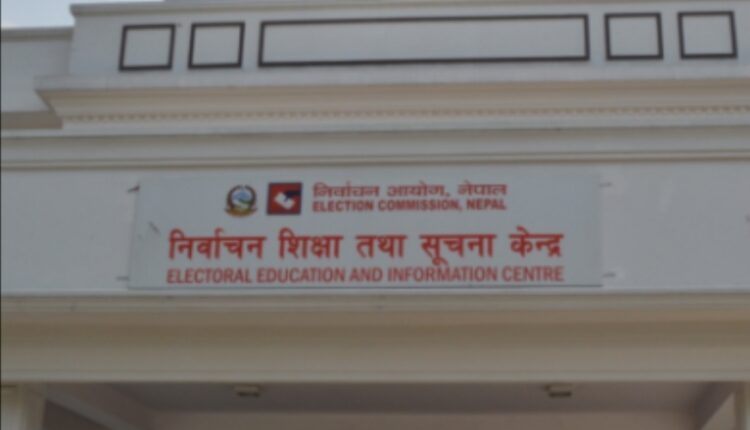 निर्वाचन आयोग, नेपाल
ELECTION COMMISSION, NEPAL
निर्वाचन शिक्षा तथा सूचना केन्द्र
ELECTORAL EDUCATION AND INFORMATION CENTRE